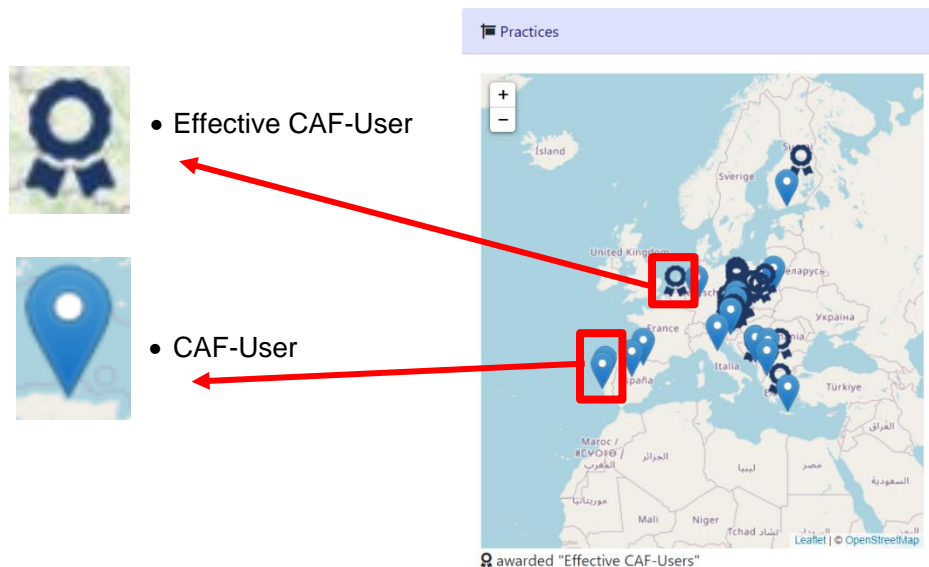 Practices
• Effective CAF-User
• CAF-User
+
−
Ísland
Suomi
Sverige
United Kingdom
Беларусь
Україна
France
España
Italia
Türkiye
العراق
Maroc /
ⵍⵎⵖⵔⵉⴱ /
المغرب
الجزائر
ليبيا
مصر
السعودية
موريتانيا
Mali
Niger
Tchad تشاد
Leaflet | © OpenStreetMap
awarded "Effective CAF-Users"